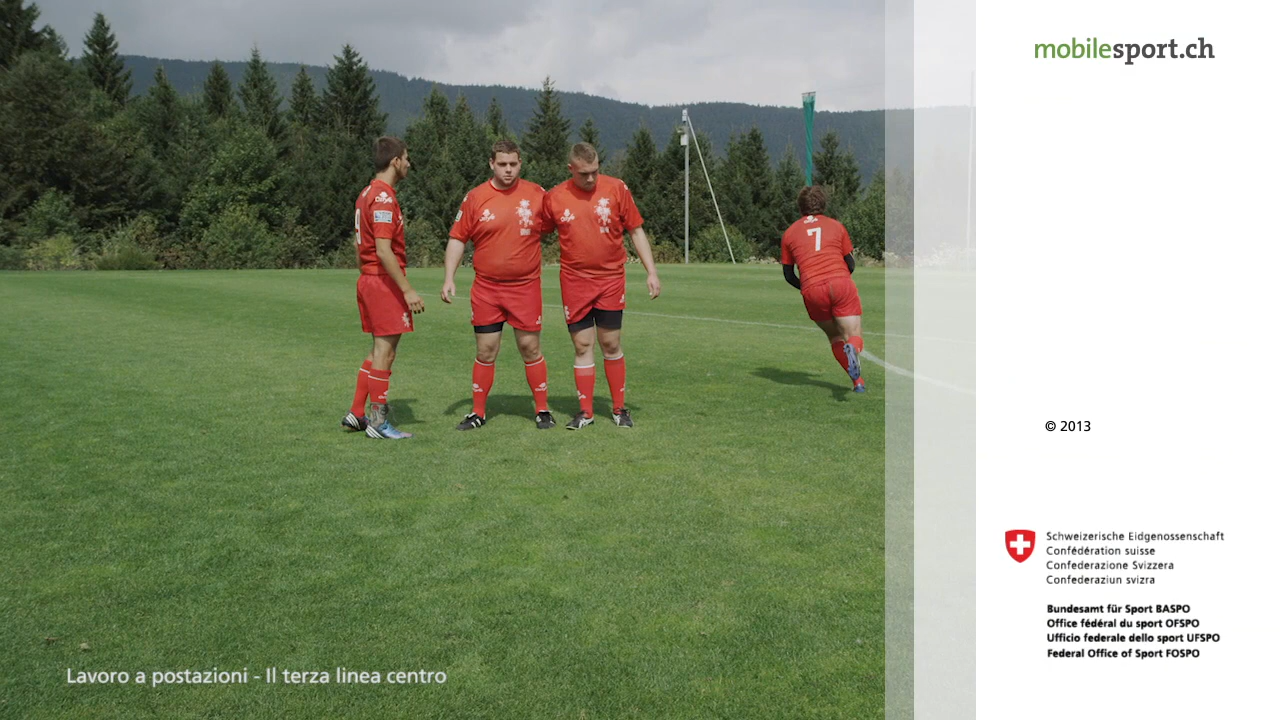 mobilesport.ch
7
9
© 2013
Schweizerische Eidgenossenschaft
Confédération suisse
Confederazione Svizzera
Confederaziun svizra
Bundesamt für Sport BASPO
Office fédéral du sport OFSPO
Ufficio federale dello sport UFSPO
Federal Office of Sport FOSPO
Lavoro a postazioni - Il terza linea centro